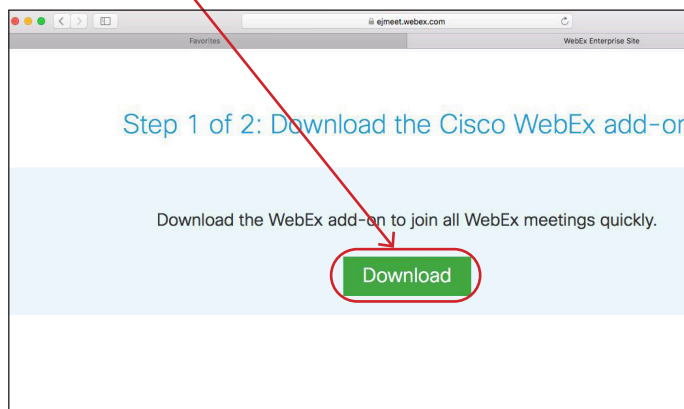 ejmeet.webex.com
Favorites WebEx Enterprise Site
Step 1 of 2: Download the Cisco WebEx add-on
Download the WebEx add-on to join all WebEx meetings quickly.
Download